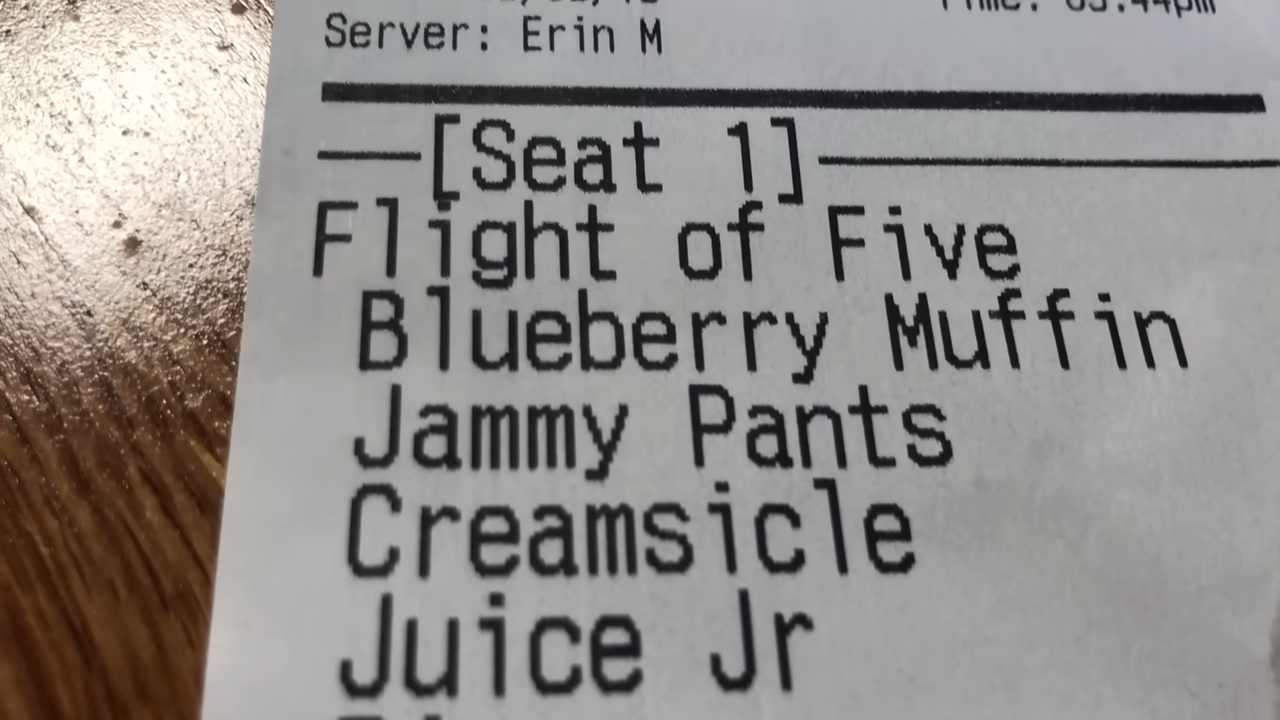 Server: Erin M
[Seat 1]
Flight of Five
Blueberry Muffin
Jammy Pants
Creamsicle
Juice Jr